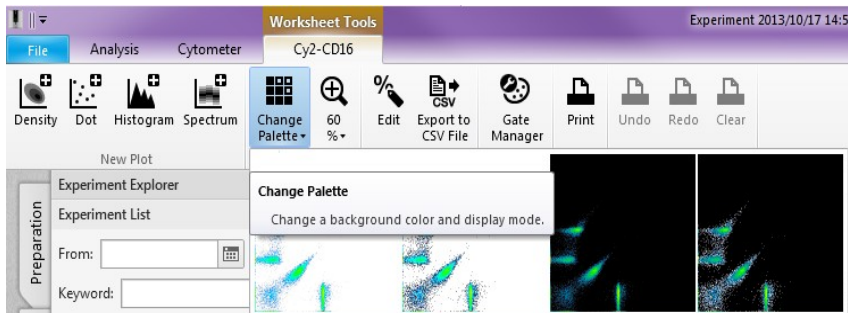 Worksheet Tools
Experiment 2013/10/17 14:5
File Analysis Cytometer Cy2-CD16
Density Dot Histogram Spectrum
Change Palette
60 %
Edit
Export to CSV File
CSV
Gate Manager
Print Undo Redo Clear
New Plot
Experiment Explorer
Experiment List
From:
Keyword:
Preparation
Change Palette
Change a background color and display mode.